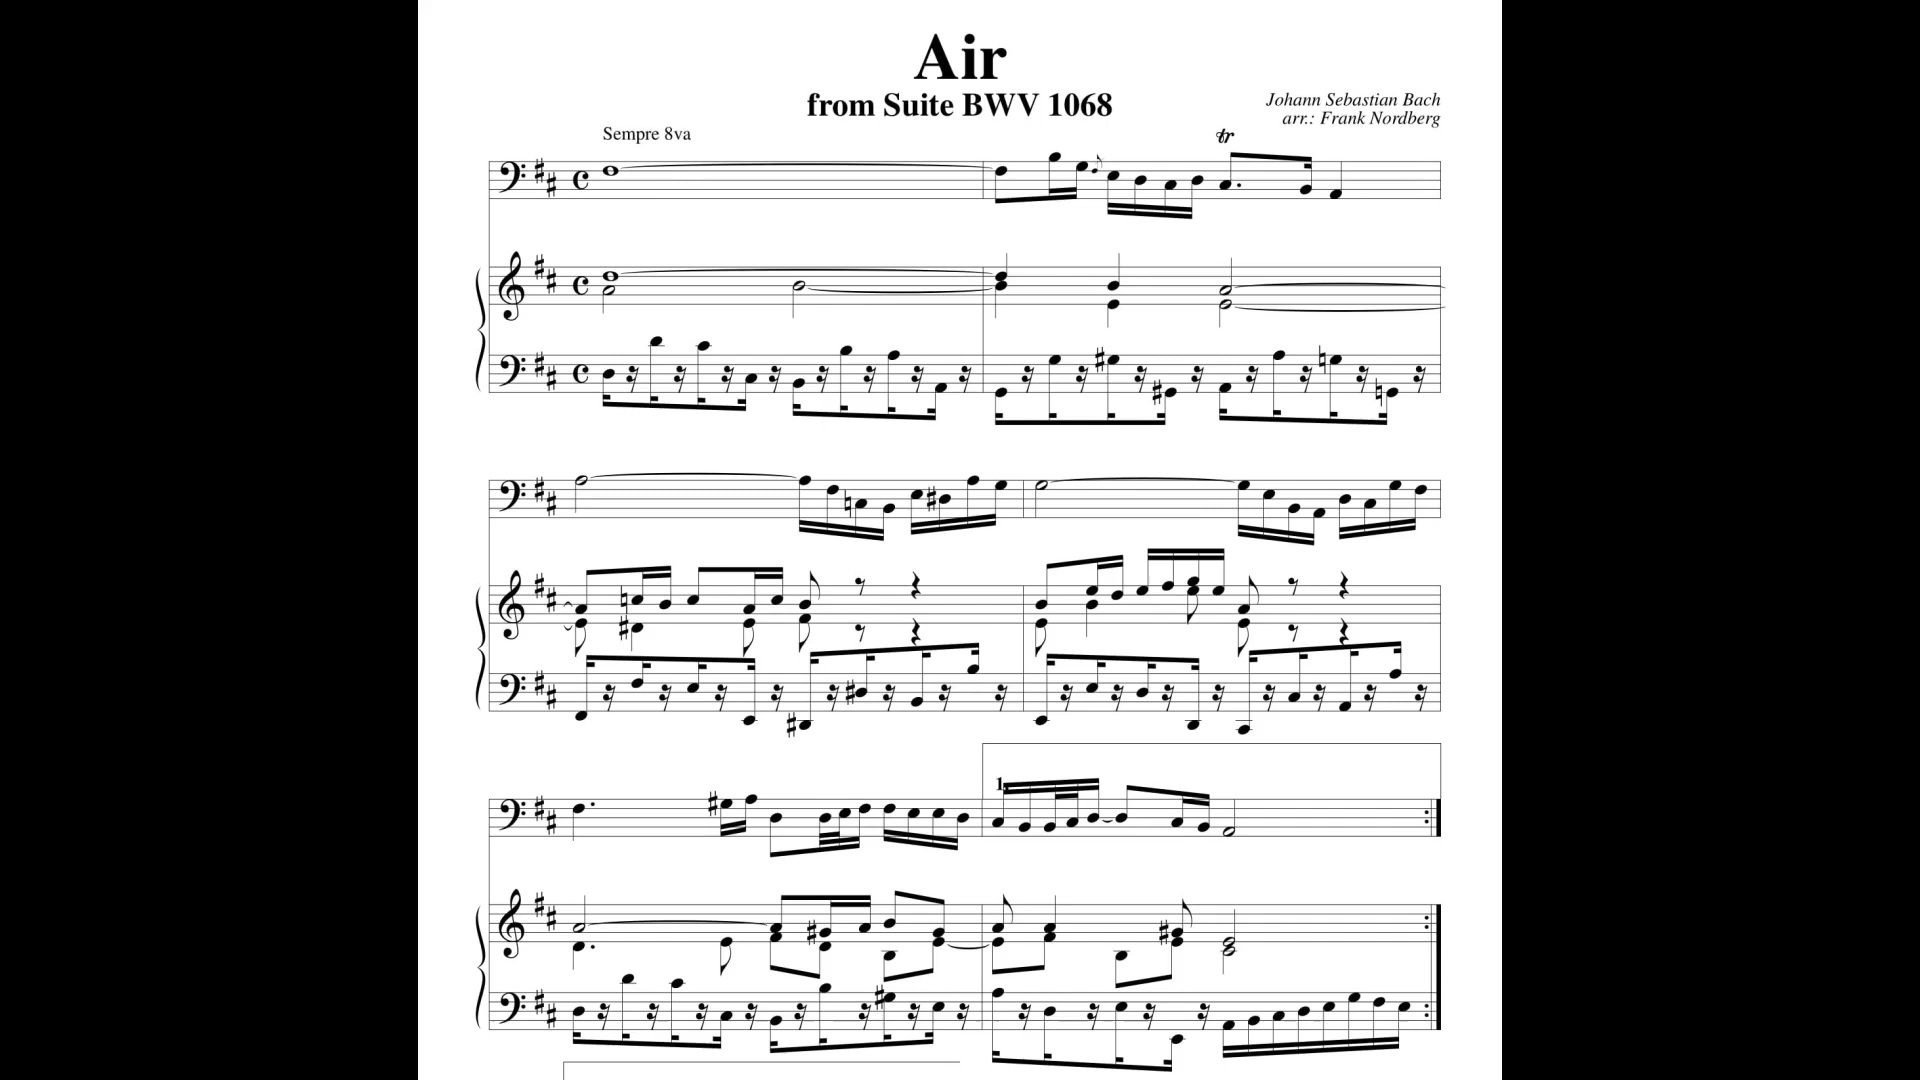 Air
from Suite BWV 1068
Johann Sebastian Bach
arr.: Frank Nordberg
Sempre 8va
tr
1.